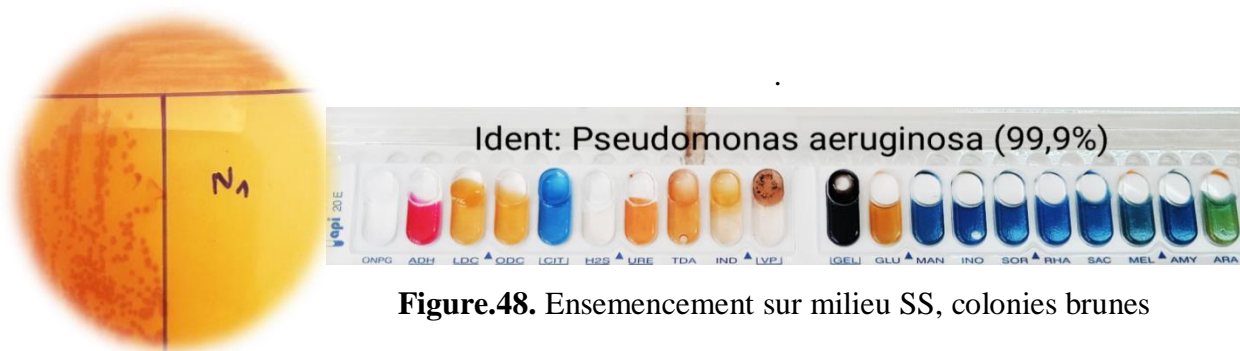 N1
Ident: Pseudomonas aeruginosa (99,9%)
api 20 E
ONPG ADH LDC ODC |CIT| H2S URE TDA IND |VP| |GEL| GLU MAN INO SOR RHA SAC MEL AMY ARA
Figure.48. Ensemencement sur milieu SS, colonies brunes